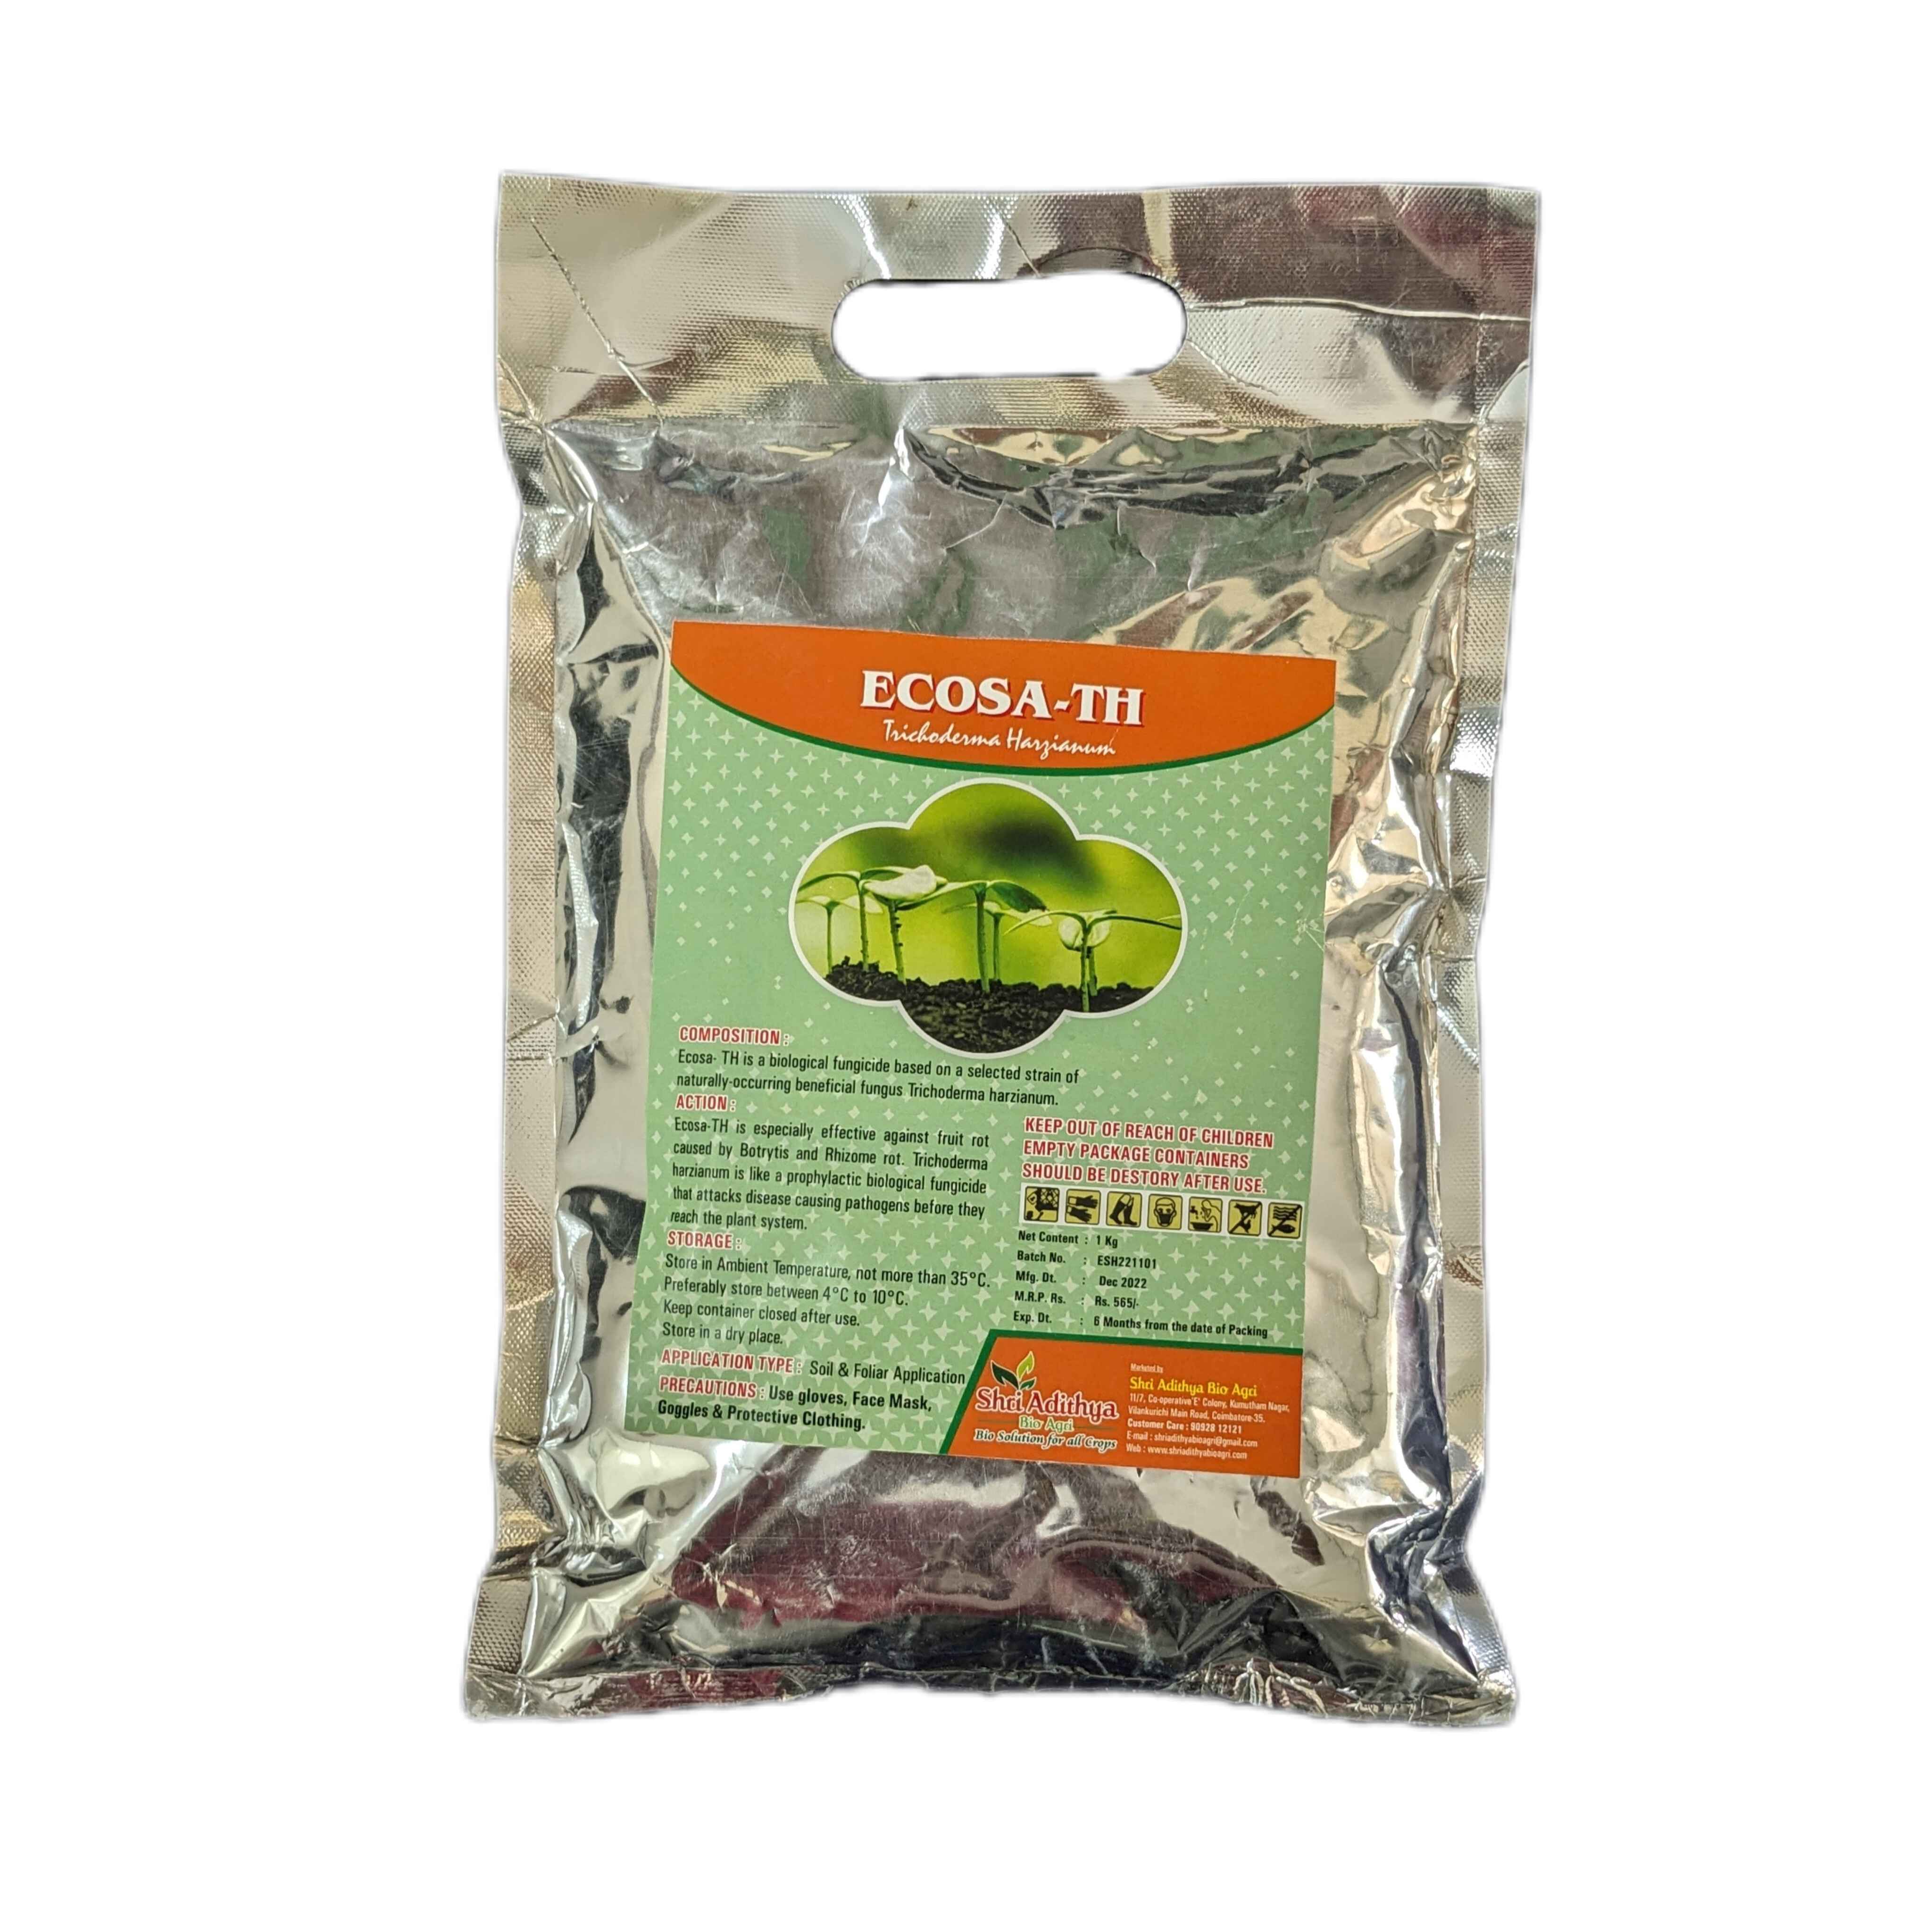 ECOSA-TH
Trichoderma Harzianum
COMPOSITION :
Ecosa- TH is a biological fungicide based on a selected strain of
naturally-occurring beneficial fungus Trichoderma harzianum.
ACTION :
Ecosa-TH is especially effective against fruit rot
caused by Botrytis and Rhizome rot. Trichoderma
harzianum is like a prophylactic biological fungicide
that attacks disease causing pathogens before they
reach the plant system.
STORAGE :
Store in Ambient Temperature, not more than 35°C.
Preferably store between 4°C to 10°C.
Keep container closed after use.
Store in a dry place.
APPLICATION TYPE : Soil & Foliar Application
PRECAUTIONS : Use gloves, Face Mask,
Goggles & Protective Clothing.
KEEP OUT OF REACH OF CHILDREN
EMPTY PACKAGE CONTAINERS
SHOULD BE DESTORY AFTER USE.
Net Content : 1 Kg
Batch No. : ESH221101
Mfg. Dt. : Dec 2022
M.R.P. Rs. : Rs. 565/-
Exp. Dt. : 6 Months from the date of Packing
Shri Adithya
Bio Agri
Bio Solution for all Crops
Marketed by
Shri Adithya Bio Agri
11/7, Co-operative 'E' Colony, Kumutham Nagar,
Vilankurichi Main Road, Coimbatore-35.
Customer Care : 90928 12121
E-mail : shriadithyabioagri@gmail.com
Web : www.shriadithyabioagri.com